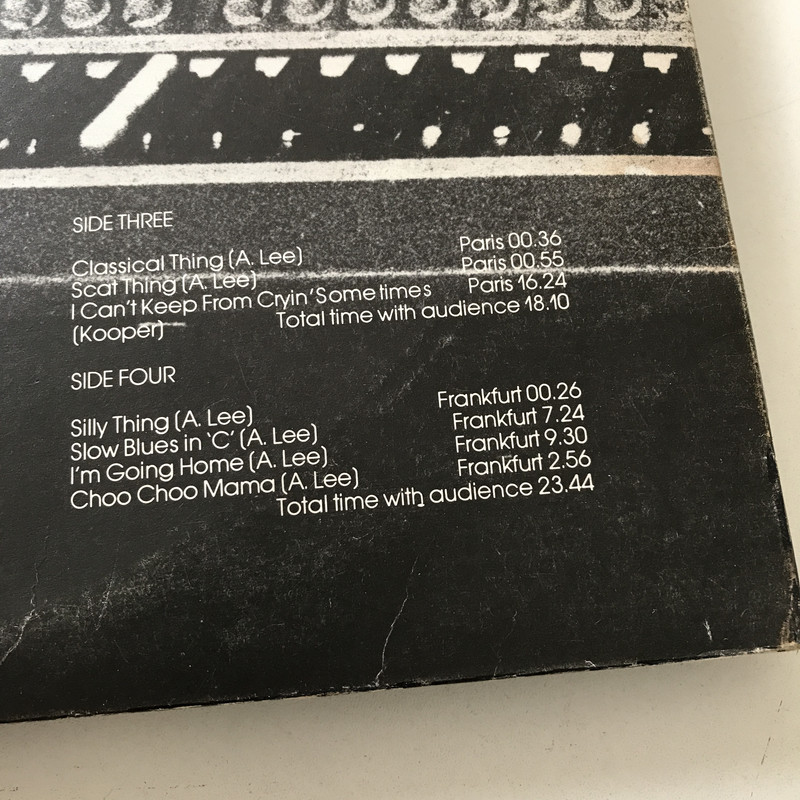 SIDE THREE
Classical Thing (A. Lee) Paris 00.36
Scat Thing (A. Lee) Paris 00.55
I Can't Keep From Cryin' Sometimes Paris 16.24
(Kooper) Total time with audience 18.10
SIDE FOUR
Silly Thing (A. Lee) Frankfurt 00.26
Slow Blues in 'C' (A. Lee) Frankfurt 7.24
I'm Going Home (A. Lee) Frankfurt 9.30
Choo Choo Mama (A. Lee) Frankfurt 2.56
Total time with audience 23.44